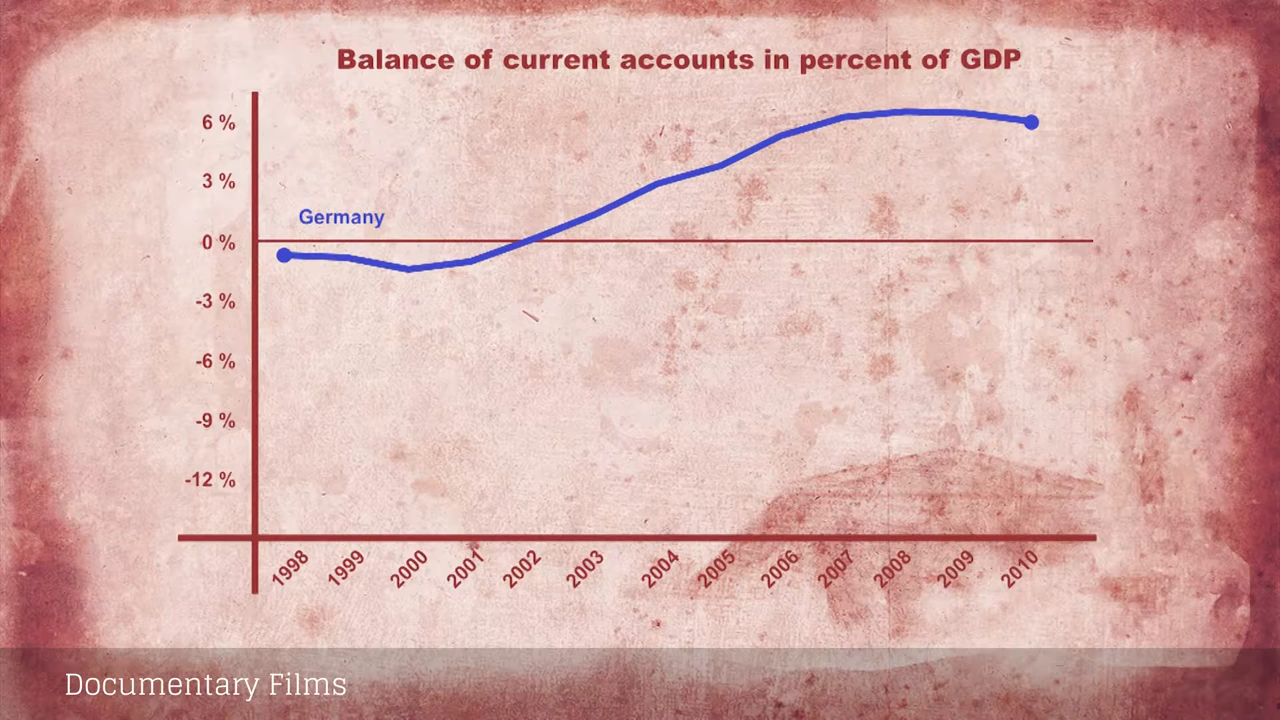 Balance of current accounts in percent of GDP
6 %
3 %
Germany
0 %
-3 %
-6 %
-9 %
-12 %
1998 1999 2000 2001 2002 2003 2004 2005 2006 2007 2008 2009 2010
Documentary Films